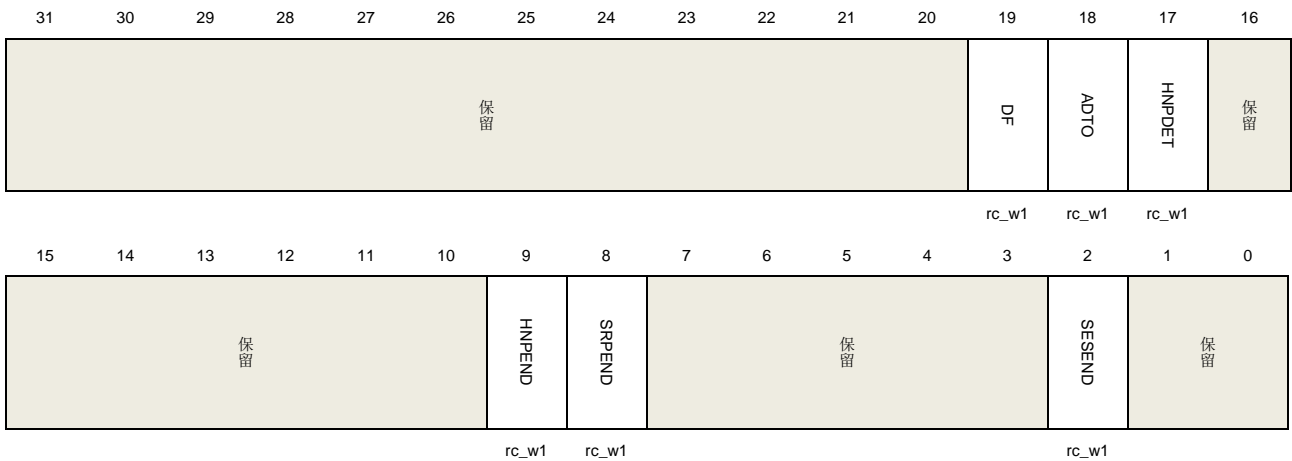 31 30 29 28 27 26 25 24 23 22 21 20 19 18 17 16
保留 DF ADTO HNPDET 保留
rc_w1 rc_w1 rc_w1
15 14 13 12 11 10 9 8 7 6 5 4 3 2 1 0
保留 HNPEND SRPEND 保留 SESEND 保留
rc_w1 rc_w1 rc_w1